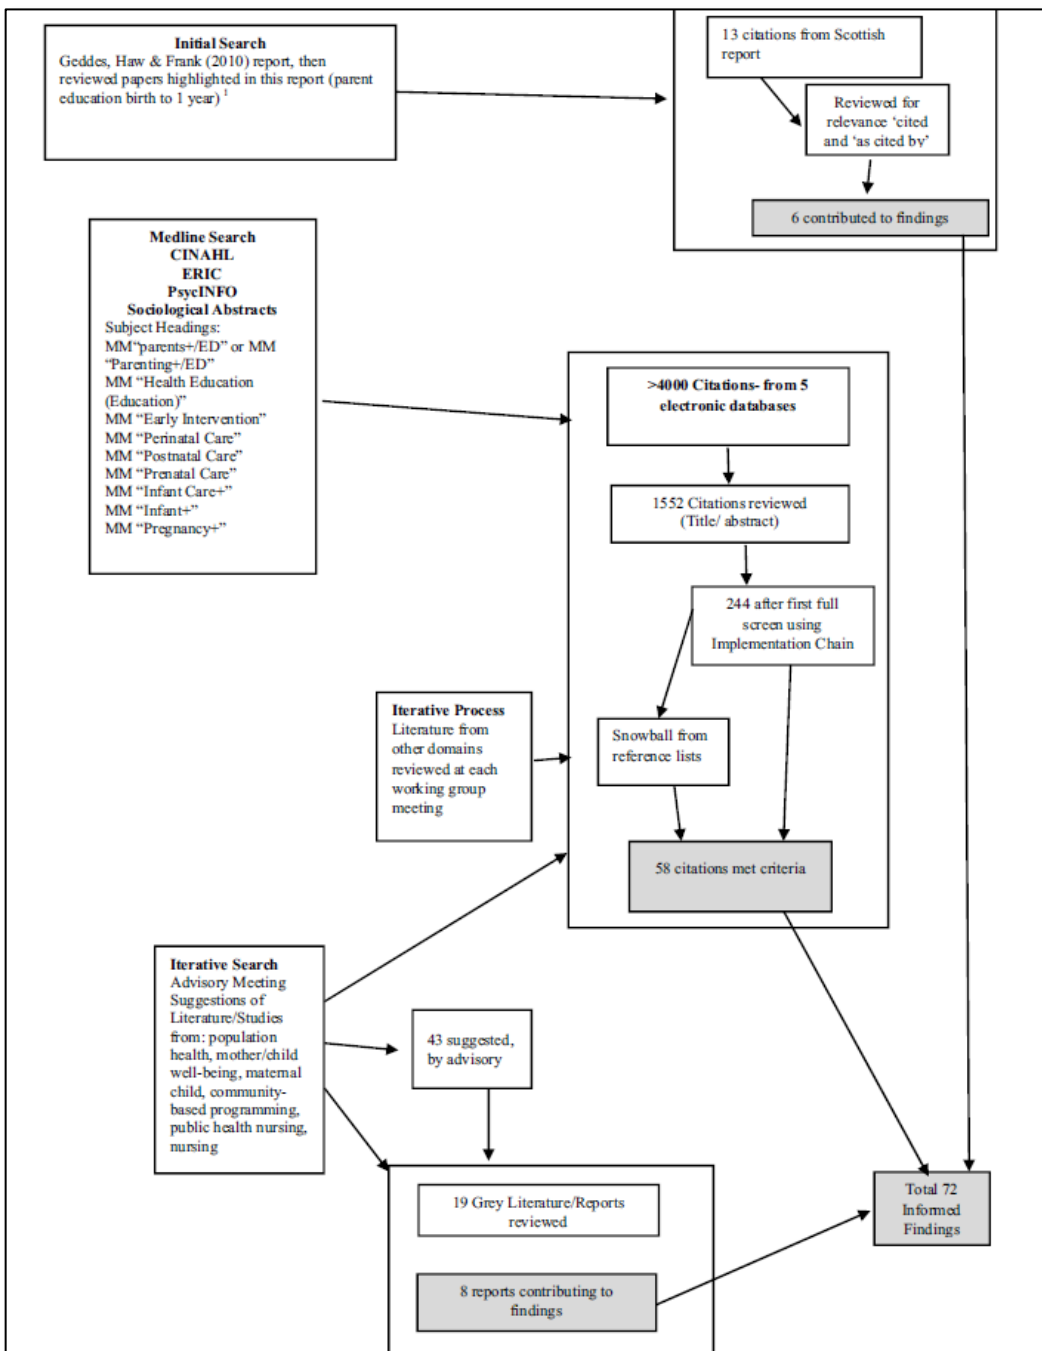 Initial Search
Geddes, Haw & Frank (2010) report, then
reviewed papers highlighted in this report (parent
education birth to 1 year) 1
13 citations from Scottish
report
Reviewed for
relevance ‘cited
and ‘as cited by’
6 contributed to findings
Medline Search
CINAHL
ERIC
PsycINFO
Sociological Abstracts
Subject Headings:
MM“parents+/ED” or MM
“Parenting+/ED”
MM “Health Education
(Education)”
MM “Early Intervention”
MM “Perinatal Care”
MM “Postnatal Care”
MM “Prenatal Care”
MM “Infant Care+”
MM “Infant+”
MM “Pregnancy+”
>4000 Citations- from 5
electronic databases
1552 Citations reviewed
(Title/ abstract)
244 after first full
screen using
Implementation Chain
Iterative Process
Literature from
other domains
reviewed at each
working group
meeting
Snowball from
reference lists
58 citations met criteria
Iterative Search
Advisory Meeting
Suggestions of
Literature/Studies
from: population
health, mother/child
well-being, maternal
child, community-
based programming,
public health nursing,
nursing
43 suggested,
by advisory
19 Grey Literature/Reports
reviewed
8 reports contributing to
findings
Total 72
Informed
Findings